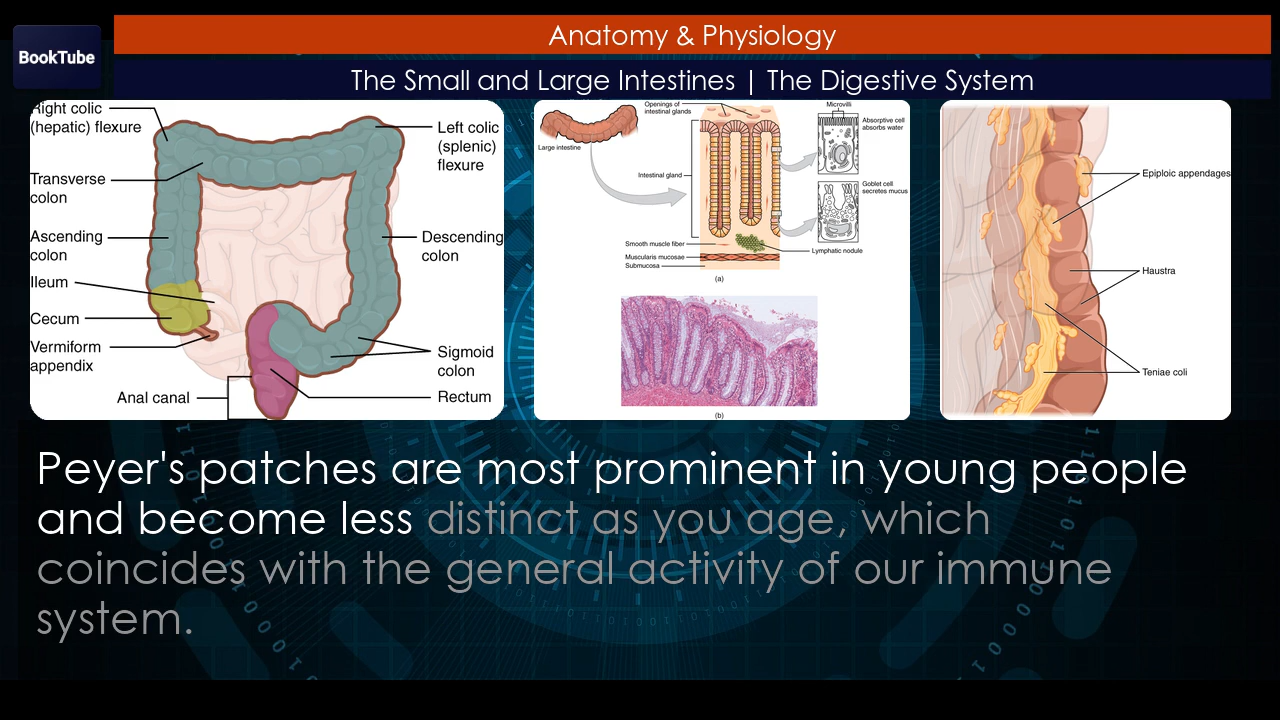 BookTube
Anatomy & Physiology
The Small and Large Intestines | The Digestive System
Right colic
(hepatic) flexure
Transverse
colon
Ascending
colon
Ileum
Cecum
Vermiform
appendix
Anal canal
Left colic
(splenic)
flexure
Descending
colon
Sigmoid
colon
Rectum
Large intestine
Openings of
intestinal glands
Intestinal gland
Smooth muscle fiber
Muscularis mucosae
Submucosa
Microvilli
Absorptive cell
absorbs water
Goblet cell
secretes mucus
Lymphatic nodule
(a)
(b)
Epiploic appendages
Haustra
Teniae coli
Peyer's patches are most prominent in young people
and become less distinct as you age, which
coincides with the general activity of our immune
system.